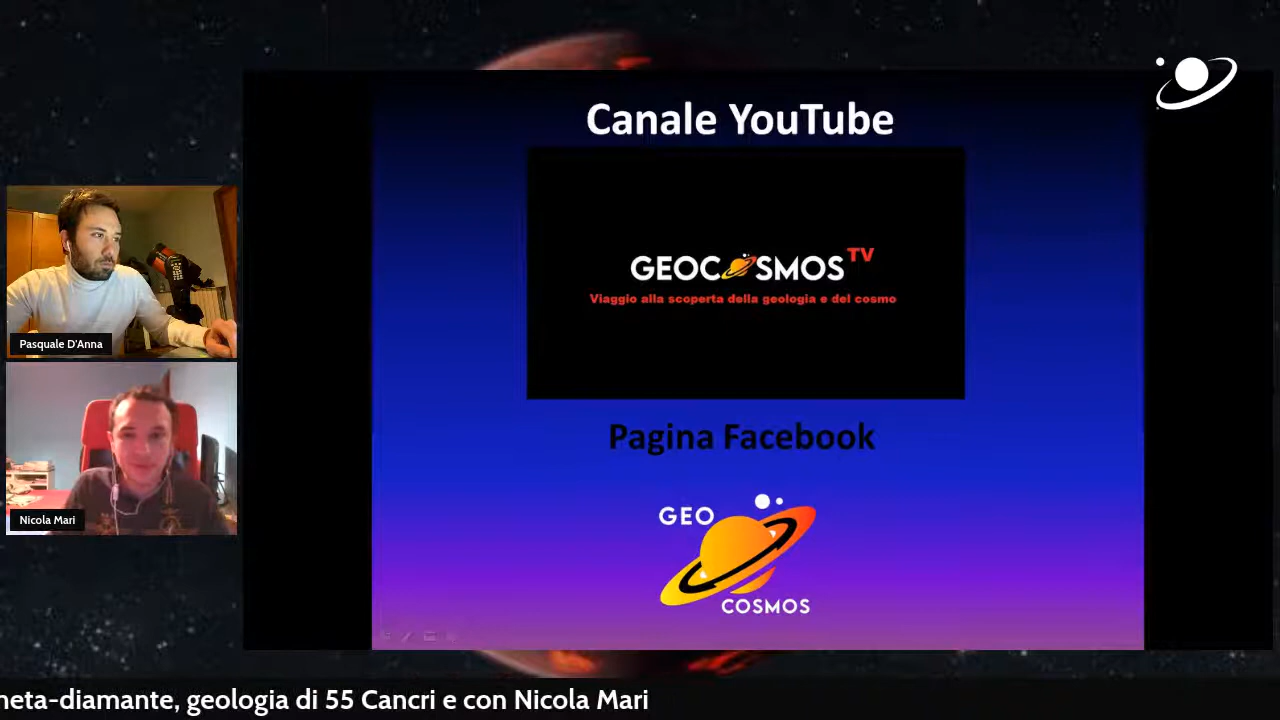 Canale YouTube
GEOCOSMOS TV
Viaggio alla scoperta della geologia e del cosmo
Pasquale D'Anna
Pagina Facebook
Nicola Mari
GEO
COSMOS
neta-diamante, geologia di 55 Cancri e con Nicola Mari